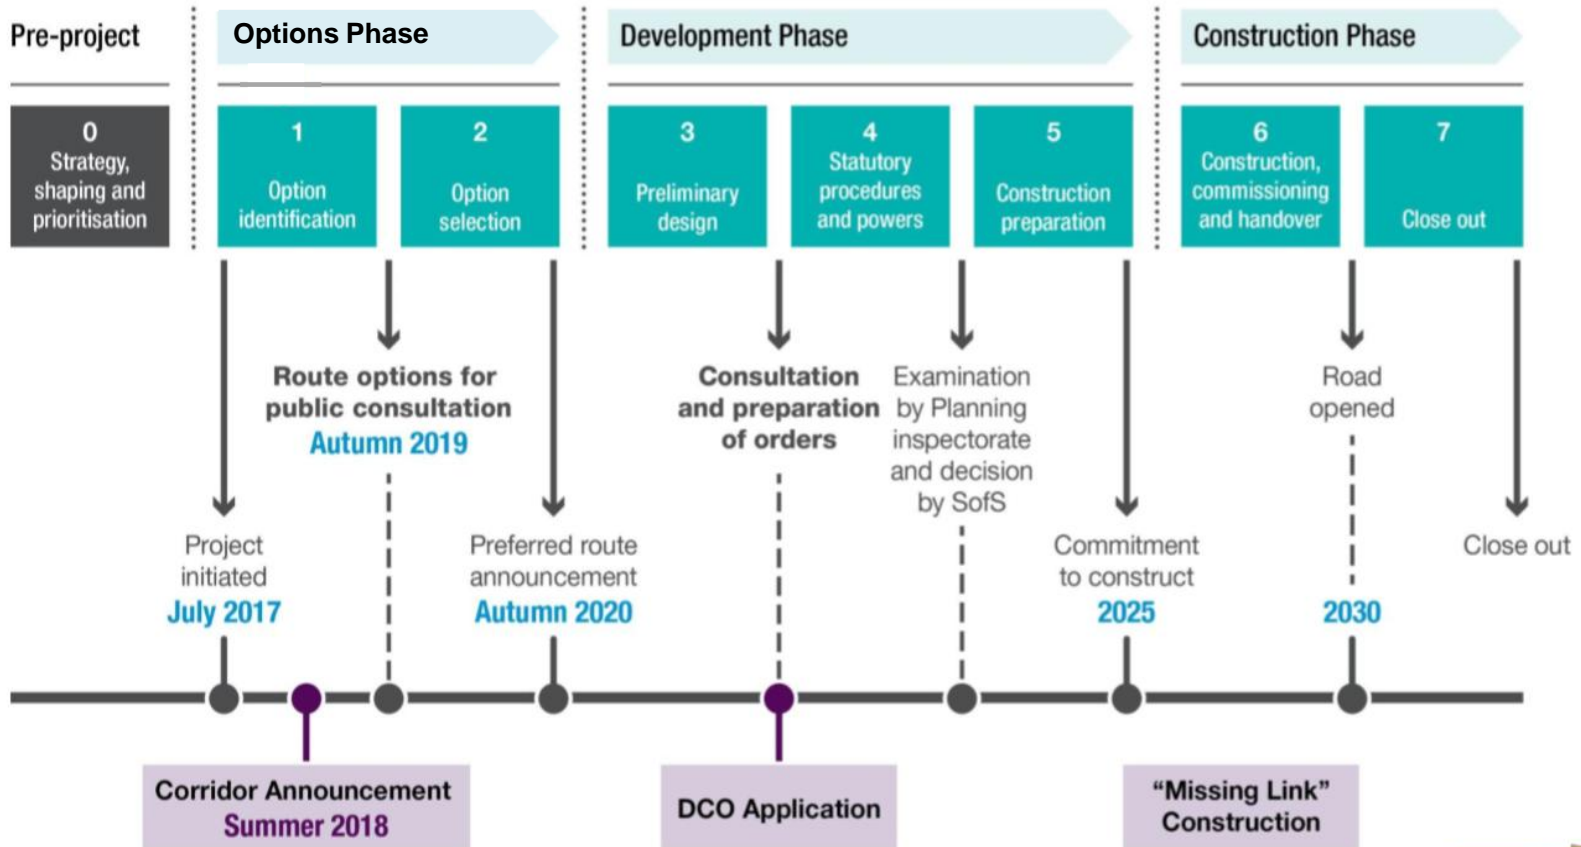 Pre-project
Options Phase
Development Phase
Construction Phase
0
Strategy,
shaping and
prioritisation
1
Option
identification
2
Option
selection
3
Preliminary
design
4
Statutory
procedures
and powers
5
Construction
preparation
6
Construction,
commissioning
and handover
7
Close out
Route options for
public consultation
Autumn 2019
Consultation
and preparation
of orders
Examination
by Planning
inspectorate
and decision
by SofS
Road
opened
Project
initiated
July 2017
Preferred route
announcement
Autumn 2020
Commitment
to construct
2025
2030
Close out
Corridor Announcement
Summer 2018
DCO Application
“Missing Link”
Construction